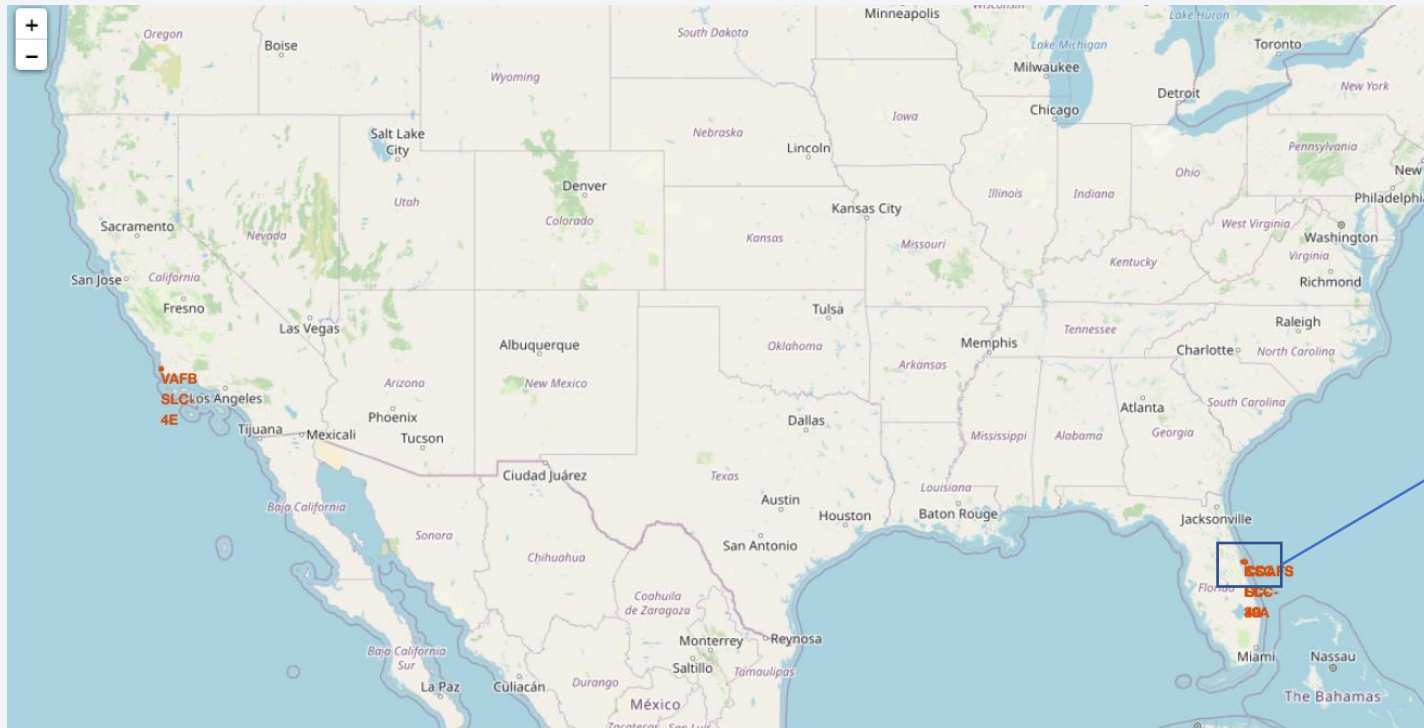 +
−
Oregon
Boise
South Dakota
Minneapolis
Wisconsin
Lake Huron
Toronto
Wyoming
Lake Michigan
Milwaukee
Detroit
New York
Chicago
Salt Lake
City
Nebraska
Iowa
Lincoln
Pennsylvania
New
Philadelphia
Ohio
Illinois
Indiana
Denver
Utah
Colorado
Kansas City
Sacramento
Nevada
Kansas
Missouri
West Virginia
Washington
Virginia
San Jose
California
Kentucky
Richmond
Fresno
Las Vegas
Tulsa
Raleigh
Albuquerque
Oklahoma
Memphis
Tennessee
Charlotte
North Carolina
VAFB
SLC-
4E
Los Angeles
Arizona
New Mexico
Arkansas
South Carolina
Phoenix
Atlanta
Tijuana
Mexicali
Tucson
Dallas
Mississippi
Alabama
Georgia
Ciudad Juárez
Texas
Louisiana
Baja California
Austin
Houston
Baton Rouge
Jacksonville
Sonora
Chihuahua
San Antonio
Florida
Coahuila
de Zaragoza
Monterrey
Reynosa
Baja California
Sur
Saltillo
Tamaulipas
Miami
Nassau
La Paz
Culiacán
Durango
México
The Bahamas
Zacatecas
San Luis